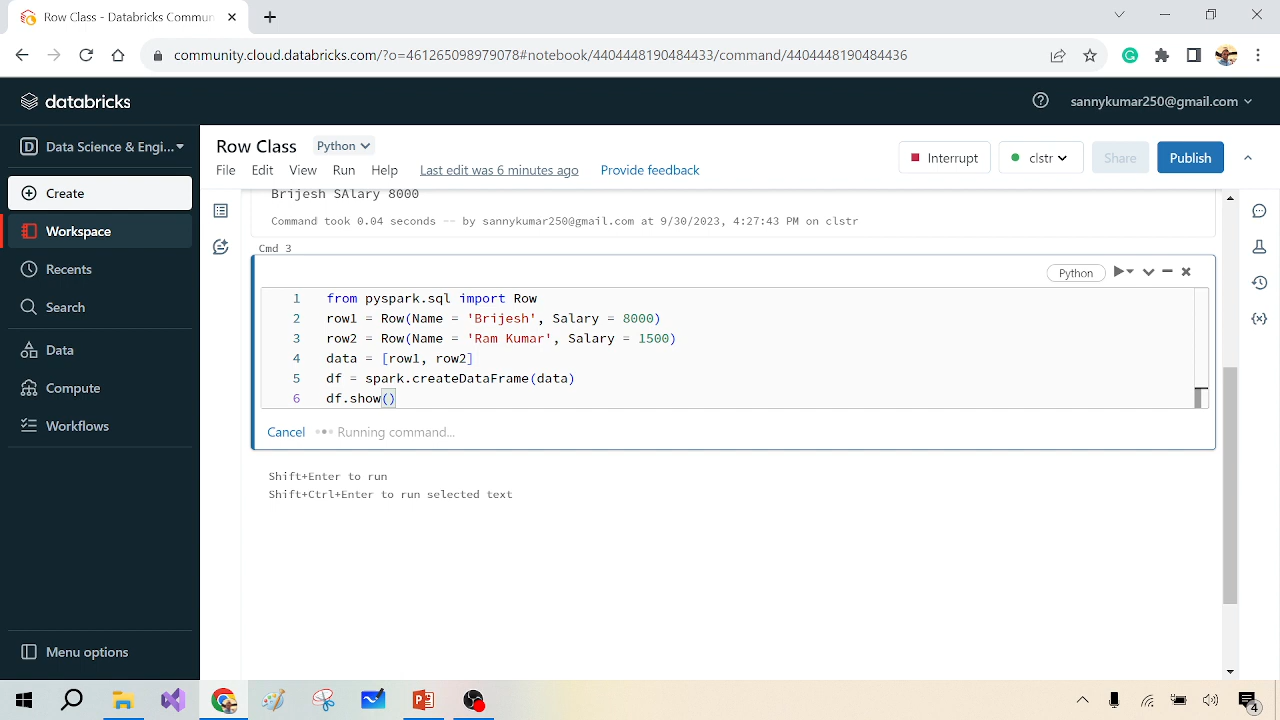 Row Class - Databricks Commun
community.cloud.databricks.com/?o=461265098979078#notebook/4404448190484433/command/4404448190484436
databricks
sannykumar250@gmail.com
Data Science & Engi...
Row Class
Python
Interrupt
clstr
Share
Publish
File
Edit
View
Run
Help
Last edit was 6 minutes ago
Provide feedback
Create
Workspace
Recents
Search
Data
Compute
Workflows
Menu options
Brijesh SAlary 8000
Command took 0.04 seconds -- by sannykumar250@gmail.com at 9/30/2023, 4:27:43 PM on clstr
Cmd 3
Python
1 from pyspark.sql import Row
2 row1 = Row(Name = 'Brijesh', Salary = 8000)
3 row2 = Row(Name = 'Ram Kumar', Salary = 1500)
4 data = [row1, row2]
5 df = spark.createDataFrame(data)
6 df.show()
Cancel
Running command...
Shift+Enter to run
Shift+Ctrl+Enter to run selected text
4